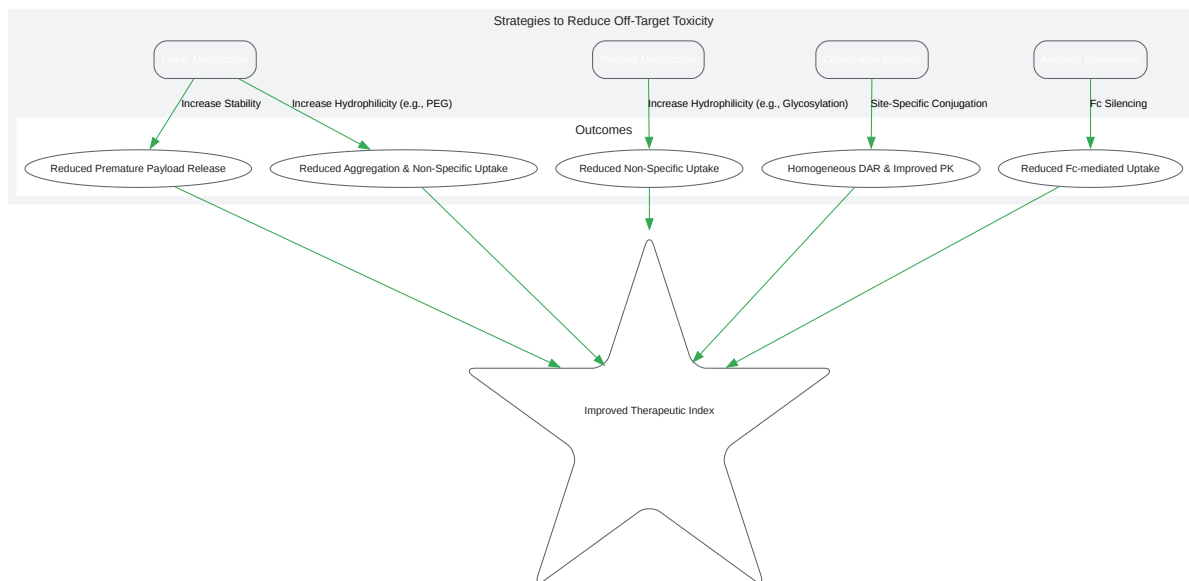 Strategies to Reduce Off-Target Toxicity
Linker Modification
Payload Modification
Conjugation Strategy
Antibody Engineering
Increase Stability
Increase Hydrophilicity (e.g., PEG)
Increase Hydrophilicity (e.g., Glycosylation)
Site-Specific Conjugation
Fc Silencing
Outcomes
Reduced Premature Payload Release
Reduced Aggregation & Non-Specific Uptake
Reduced Non-Specific Uptake
Homogeneous DAR & Improved PK
Reduced Fc-mediated Uptake
Improved Therapeutic Index